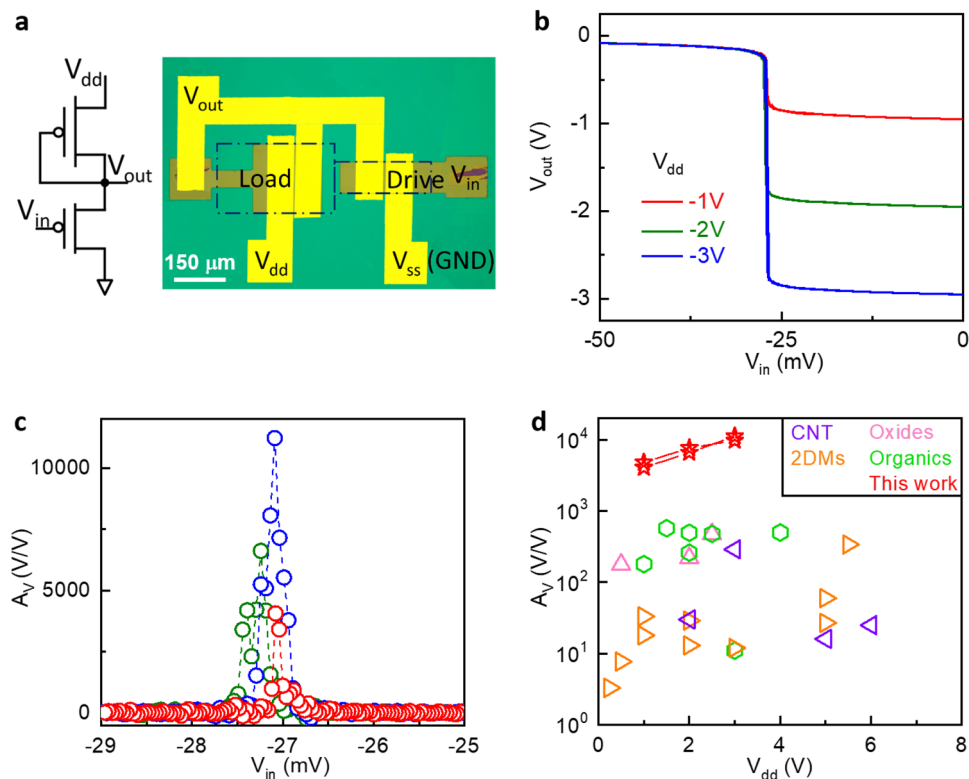 a
V_dd
V_out
V_in
V_out
Load
Drive
V_in
V_dd
V_ss (GND)
150 μm
b
V_out (V)
0
-1
-2
-3
V_dd
-1V
-2V
-3V
-50
-25
0
V_in (mV)
c
A_V (V/V)
10000
5000
0
-29
-28
-27
-26
-25
V_in (mV)
d
A_V (V/V)
10^4
10^3
10^2
10^1
10^0
CNT
Oxides
2DMs
Organics
This work
0
2
4
6
8
V_dd (V)